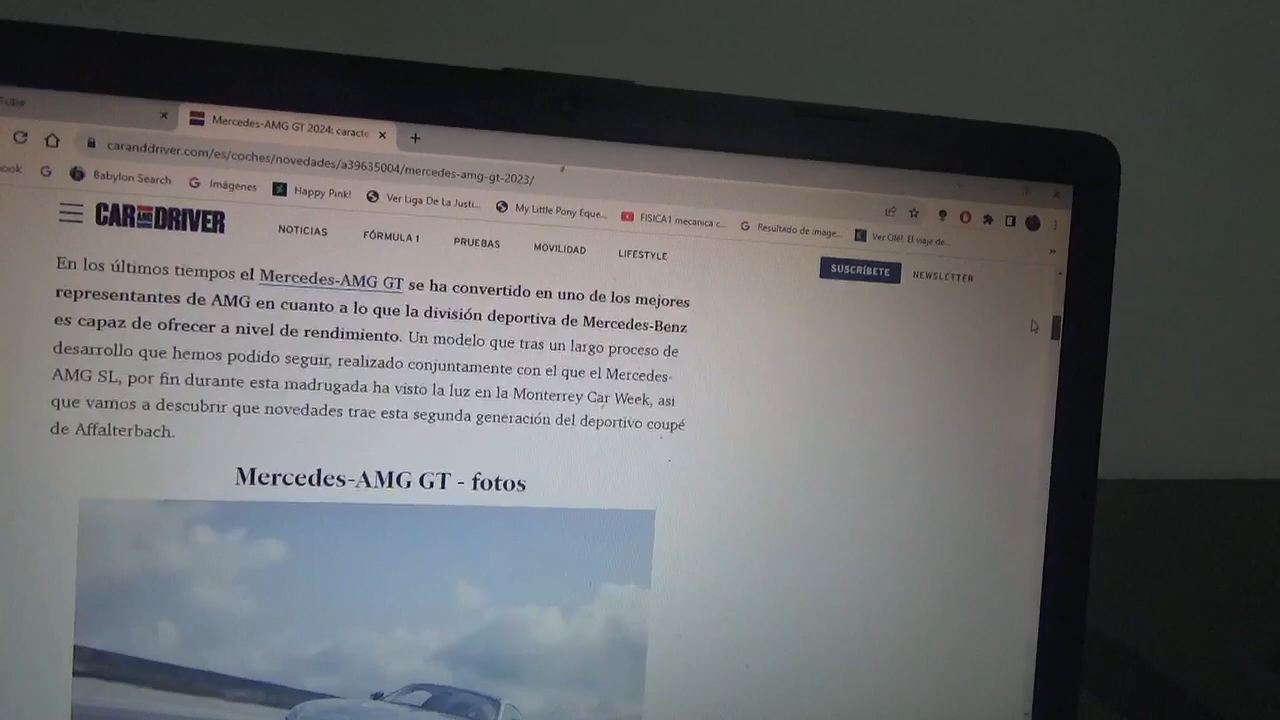 Mercedes-AMG GT 2024: caracte
caranddriver.com/es/coches/novedades/a39635004/mercedes-amg-gt-2023/
ook
Babylon Search
Imágenes
Happy Pink!
Ver Liga De La Justi...
My Little Pony Eque...
FISICA1 mecanica c...
Resultado de image...
Ver Olé! El viaje de...
CAR AND DRIVER
NOTICIAS
FÓRMULA 1
PRUEBAS
MOVILIDAD
LIFESTYLE
SUSCRÍBETE
NEWSLETTER
En los últimos tiempos el Mercedes-AMG GT se ha convertido en uno de los mejores
representantes de AMG en cuanto a lo que la división deportiva de Mercedes-Benz
es capaz de ofrecer a nivel de rendimiento. Un modelo que tras un largo proceso de
desarrollo que hemos podido seguir, realizado conjuntamente con el que el Mercedes-
AMG SL, por fin durante esta madrugada ha visto la luz en la Monterrey Car Week, asi
que vamos a descubrir que novedades trae esta segunda generación del deportivo coupé
de Affalterbach.
Mercedes-AMG GT - fotos